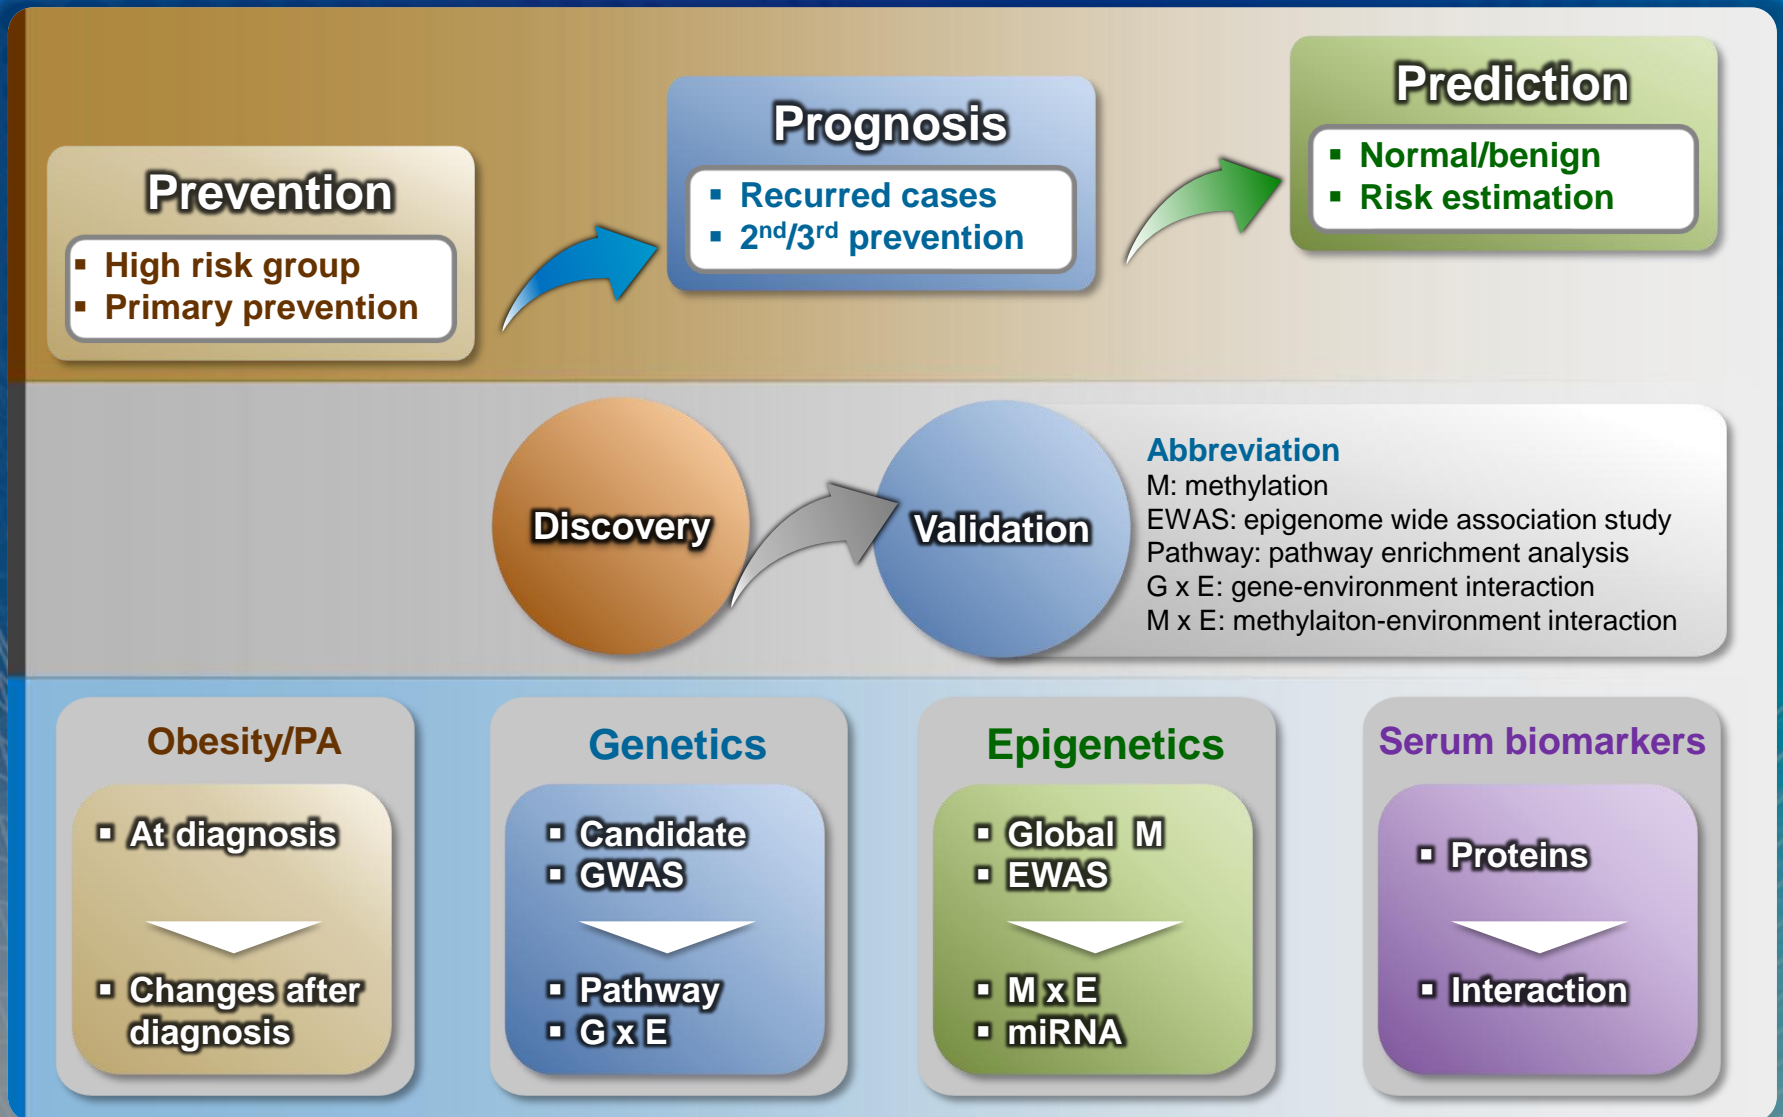 Prevention
▪ High risk group
▪ Primary prevention
Prognosis
▪ Recurred cases
▪ 2nd/3rd prevention
Prediction
▪ Normal/benign
▪ Risk estimation
Discovery
Validation
Abbreviation
M: methylation
EWAS: epigenome wide association study
Pathway: pathway enrichment analysis
G x E: gene-environment interaction
M x E: methylaiton-environment interaction
Obesity/PA
▪ At diagnosis
▪ Changes after
diagnosis
Genetics
▪ Candidate
▪ GWAS
▪ Pathway
▪ G x E
Epigenetics
▪ Global M
▪ EWAS
▪ M x E
▪ miRNA
Serum biomarkers
▪ Proteins
▪ Interaction